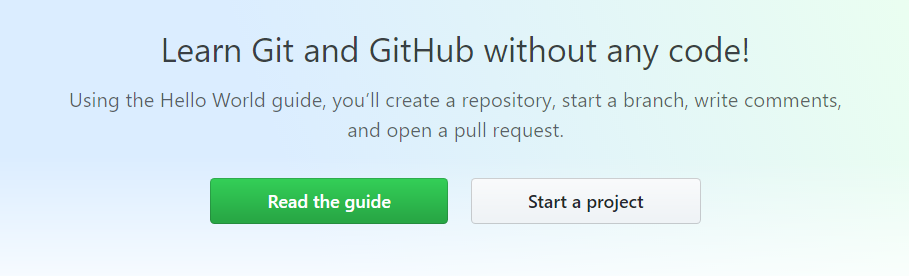 Learn Git and GitHub without any code!
Using the Hello World guide, you’ll create a repository, start a branch, write comments,
and open a pull request.
Read the guide
Start a project